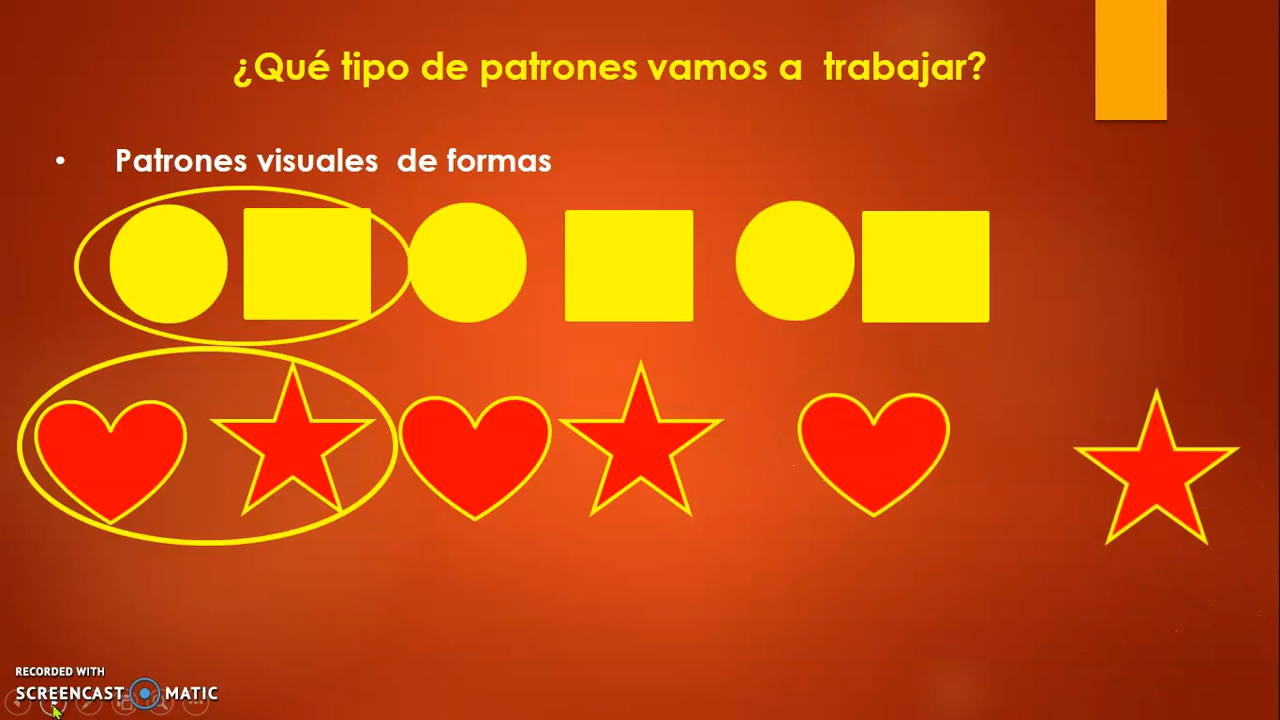 ¿Qué tipo de patrones vamos a trabajar?
• Patrones visuales de formas
RECORDED WITH
SCREENCAST MATIC